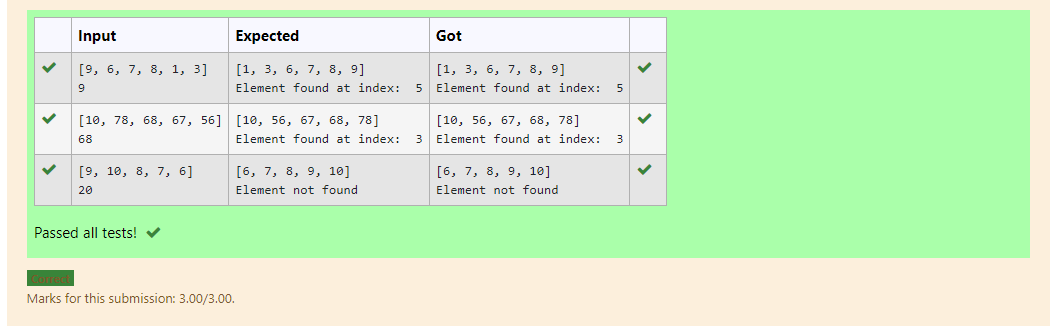 Input Expected Got
[9, 6, 7, 8, 1, 3] [1, 3, 6, 7, 8, 9] [1, 3, 6, 7, 8, 9]
9 Element found at index:  5 Element found at index:  5
[10, 78, 68, 67, 56] [10, 56, 67, 68, 78] [10, 56, 67, 68, 78]
68 Element found at index:  3 Element found at index:  3
[9, 10, 8, 7, 6] [6, 7, 8, 9, 10] [6, 7, 8, 9, 10]
20 Element not found Element not found
Passed all tests!
Marks for this submission: 3.00/3.00.